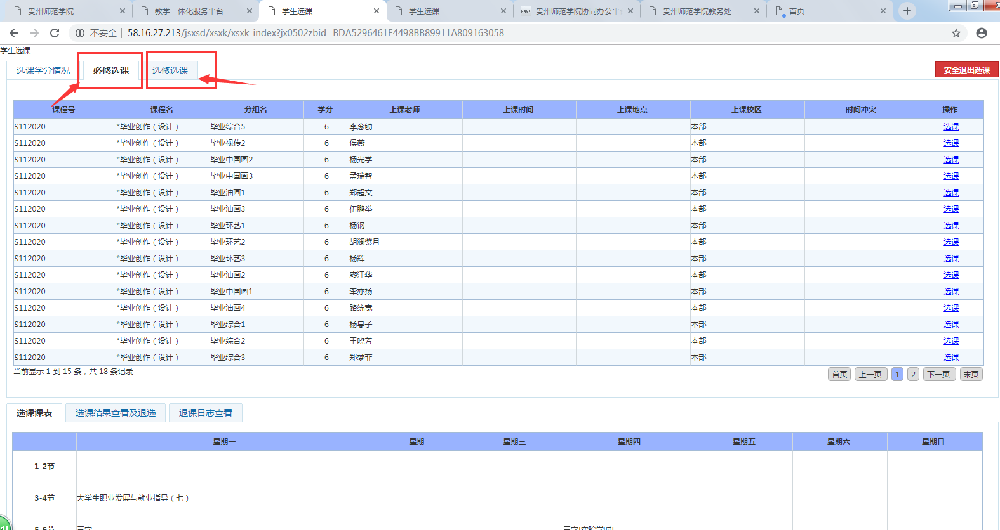 贵州师范学院 教学一体化服务平台 学生选课 学生选课 贵州师范学院协同办公平 贵州师范学院教务处 首页
不安全 58.16.27.213/jsxsd/xsxk/xsxk_index?jx0502zbid=BDA5296461E4498BB89911A809163058
学生选课
选课学分情况 必修选课 选修选课 安全退出选课
课程号 课程名 分组名 学分 上课老师 上课时间 上课地点 上课校区 时间冲突 操作
S112020 *毕业创作（设计） 毕业综合5 6 李念劬 本部 选课
S112020 *毕业创作（设计） 毕业视传2 6 侯薇 本部 选课
S112020 *毕业创作（设计） 毕业中国画2 6 杨光学 本部 选课
S112020 *毕业创作（设计） 毕业中国画3 6 孟瑞智 本部 选课
S112020 *毕业创作（设计） 毕业油画1 6 郑超文 本部 选课
S112020 *毕业创作（设计） 毕业油画3 6 伍鹏举 本部 选课
S112020 *毕业创作（设计） 毕业环艺1 6 杨钢 本部 选课
S112020 *毕业创作（设计） 毕业环艺2 6 胡澜紫月 本部 选课
S112020 *毕业创作（设计） 毕业环艺3 6 杨辉 本部 选课
S112020 *毕业创作（设计） 毕业油画2 6 廖江华 本部 选课
S112020 *毕业创作（设计） 毕业中国画1 6 李亦扬 本部 选课
S112020 *毕业创作（设计） 毕业油画4 6 路统宽 本部 选课
S112020 *毕业创作（设计） 毕业综合1 6 杨旻子 本部 选课
S112020 *毕业创作（设计） 毕业综合2 6 王晓芳 本部 选课
S112020 *毕业创作（设计） 毕业综合3 6 郑梦菲 本部 选课
当前显示 1 到 15 条，共 18 条记录 首页 上一页 1 2 下一页 末页
选课课表 选课结果查看及退选 退课日志查看
星期一 星期二 星期三 星期四 星期五 星期六 星期日
1-2节
3-4节 大学生职业发展与就业指导（七）
5-6节
41